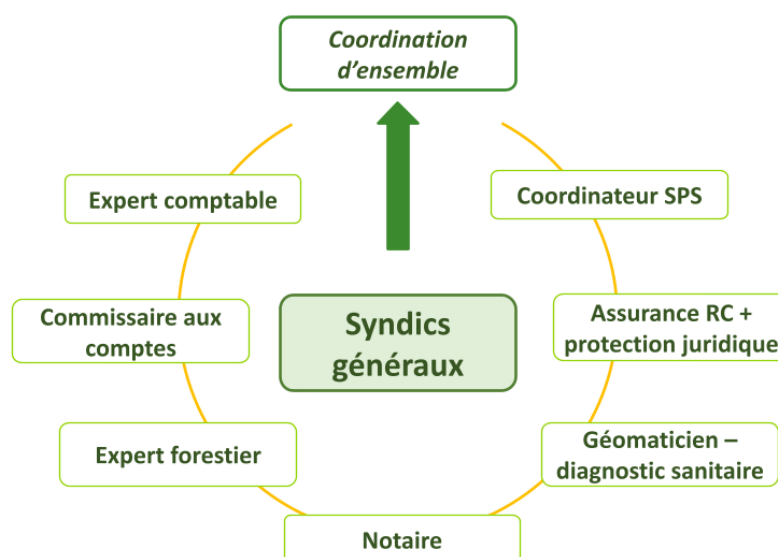 Coordination
d'ensemble
Expert comptable
Coordinateur SPS
Commissaire aux
comptes
Syndics
généraux
Assurance RC +
protection juridique
Expert forestier
Géomaticien –
diagnostic sanitaire
Notaire